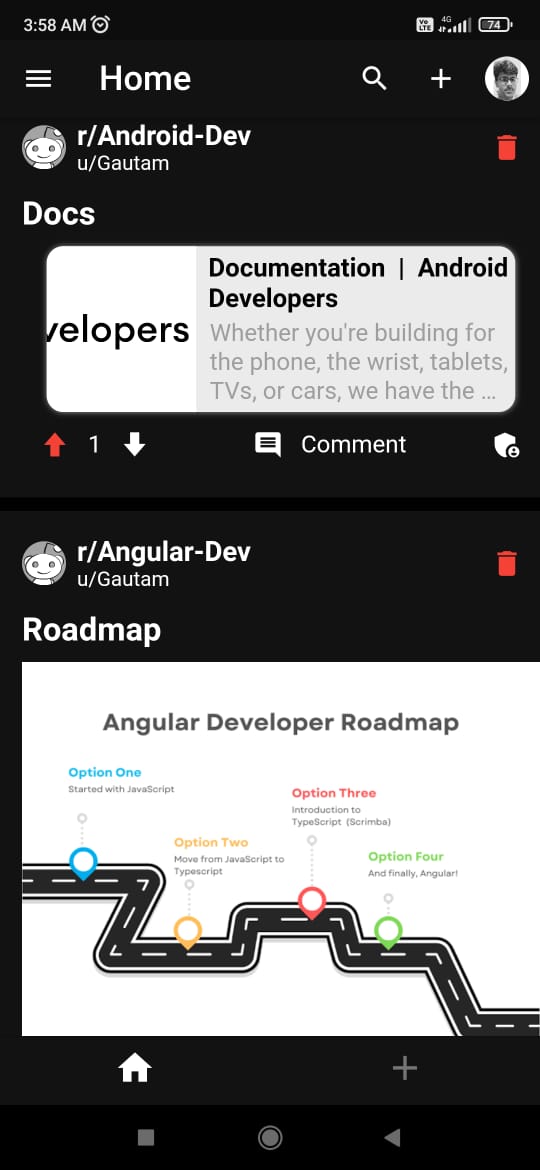 3:58 AM
Vo LTE
4G
74
Home
r/Android-Dev
u/Gautam
Docs
velopers
Documentation | Android
Developers
Whether you're building for
the phone, the wrist, tablets,
TVs, or cars, we have the ...
1
Comment
r/Angular-Dev
u/Gautam
Roadmap
Angular Developer Roadmap
Option One
Started with JavaScript
Option Two
Move from JavaScript to
Typescript
Option Three
Introduction to
TypeScript (Scrimba)
Option Four
And finally, Angular!